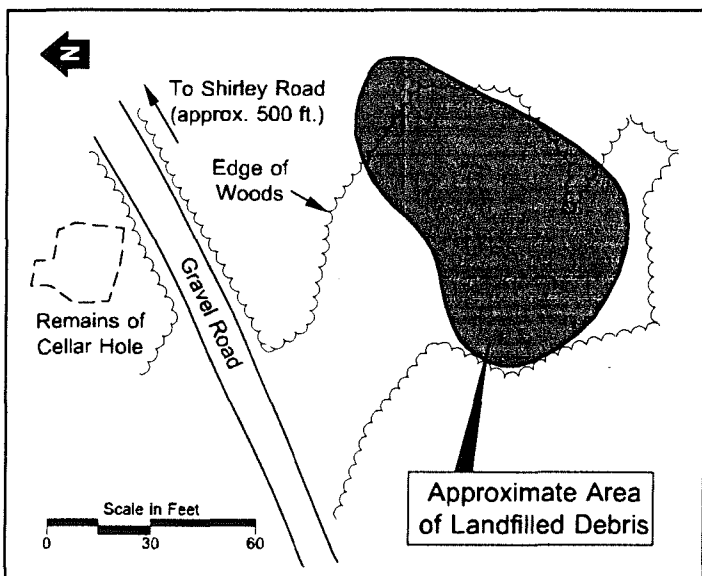 N
To Shirley Road
(approx. 500 ft.)
Edge of
Woods
Gravel Road
Remains of
Cellar Hole
Scale in Feet
0 30 60
Approximate Area
of Landfilled Debris